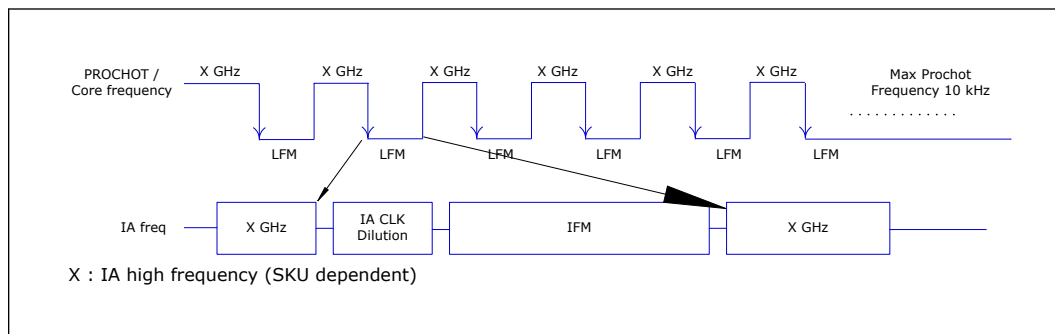 X GHz X GHz X GHz X GHz X GHz X GHz
PROCHOT /
Core frequency
Max Prochot
Frequency 10 kHz
. . . . . . . . . . . . .
LFM LFM LFM LFM LFM LFM
IA freq
X GHz
IA CLK
Dilution
IFM
X GHz
X : IA high frequency (SKU dependent)